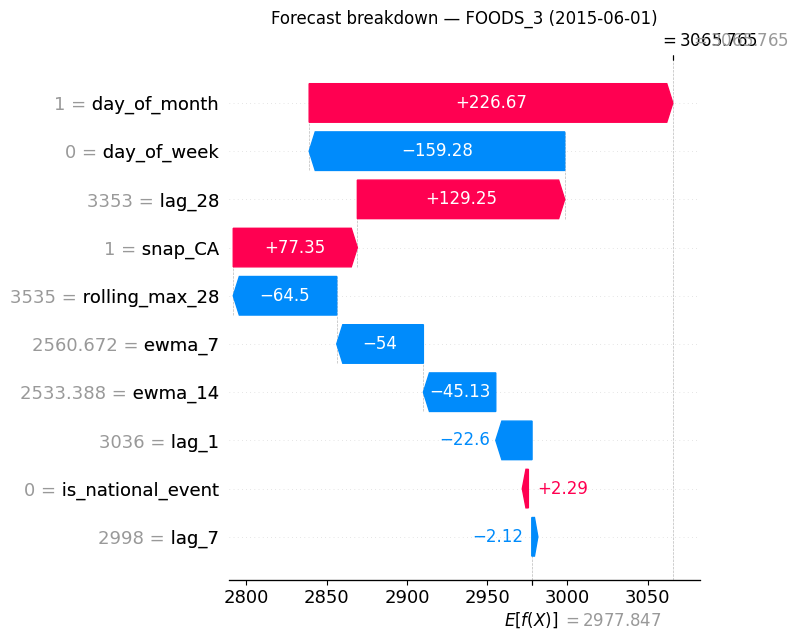 Forecast breakdown — FOODS_3 (2015-06-01)
= 3065.765
1 = day_of_month
+226.67
0 = day_of_week
−159.28
3353 = lag_28
+129.25
1 = snap_CA
+77.35
3535 = rolling_max_28
−64.5
2560.672 = ewma_7
−54
2533.388 = ewma_14
−45.13
3036 = lag_1
−22.6
0 = is_national_event
+2.29
2998 = lag_7
−2.12
2800 2850 2900 2950 3000 3050
E[f(X)] = 2977.847